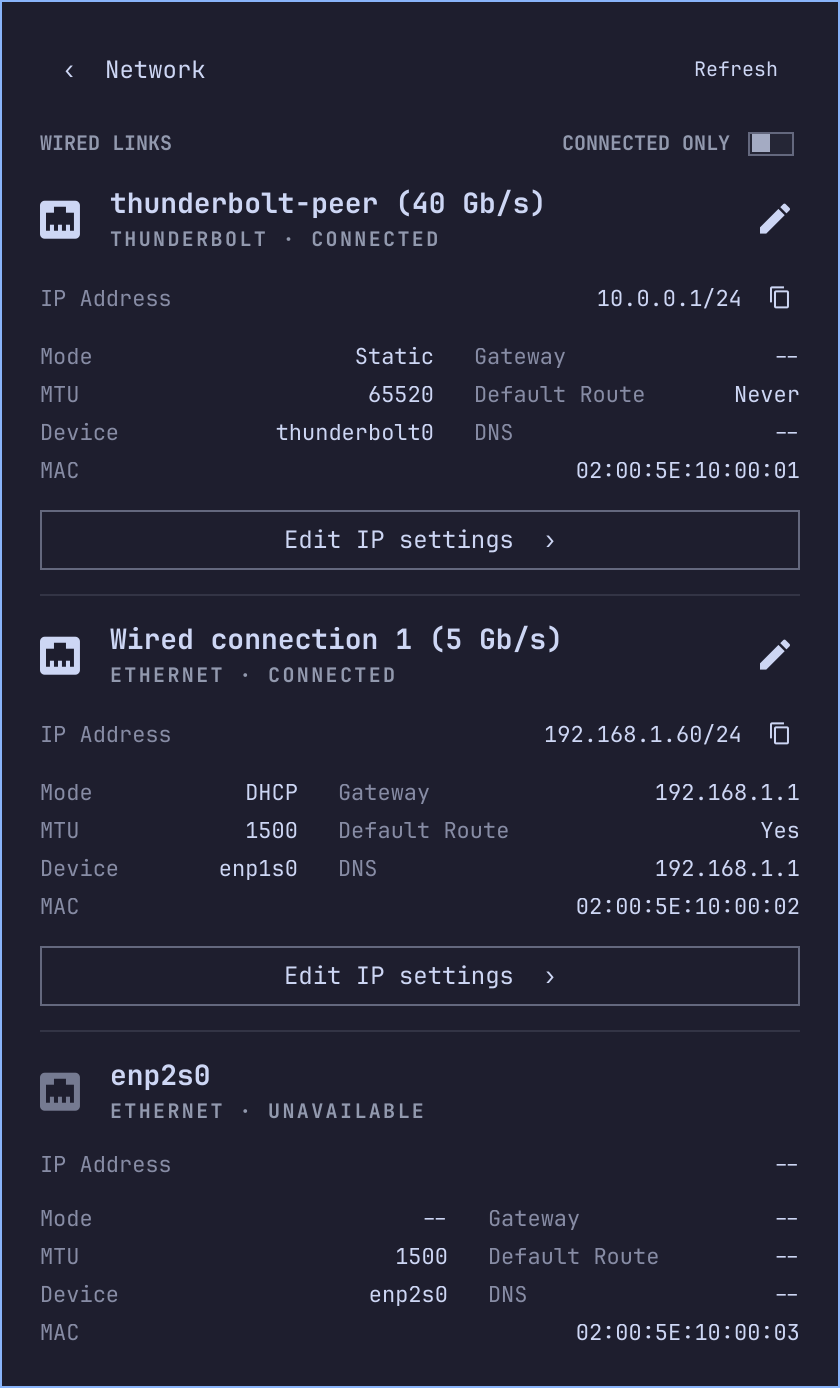 ‹ Network Refresh
WIRED LINKS CONNECTED ONLY
thunderbolt-peer (40 Gb/s)
THUNDERBOLT · CONNECTED
IP Address 10.0.0.1/24
Mode Static Gateway --
MTU 65520 Default Route Never
Device thunderbolt0 DNS --
MAC 02:00:5E:10:00:01
Edit IP settings ›
Wired connection 1 (5 Gb/s)
ETHERNET · CONNECTED
IP Address 192.168.1.60/24
Mode DHCP Gateway 192.168.1.1
MTU 1500 Default Route Yes
Device enp1s0 DNS 192.168.1.1
MAC 02:00:5E:10:00:02
Edit IP settings ›
enp2s0
ETHERNET · UNAVAILABLE
IP Address --
Mode -- Gateway --
MTU 1500 Default Route --
Device enp2s0 DNS --
MAC 02:00:5E:10:00:03